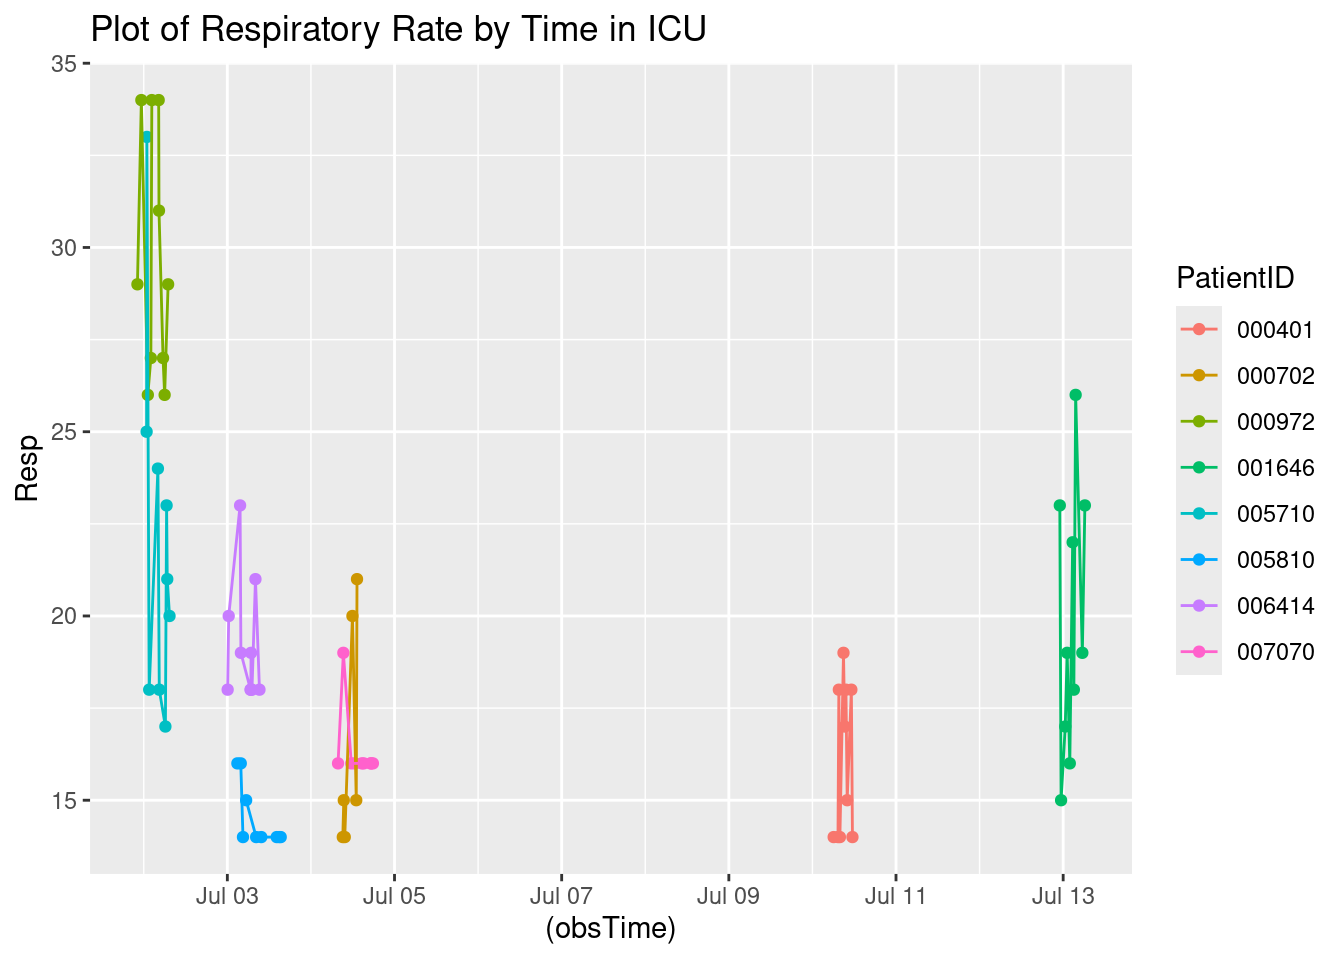 Plot of Respiratory Rate by Time in ICU
35
30
25
20
15
Resp
Jul 03 Jul 05 Jul 07 Jul 09 Jul 11 Jul 13
(obsTime)
PatientID
000401
000702
000972
001646
005710
005810
006414
007070